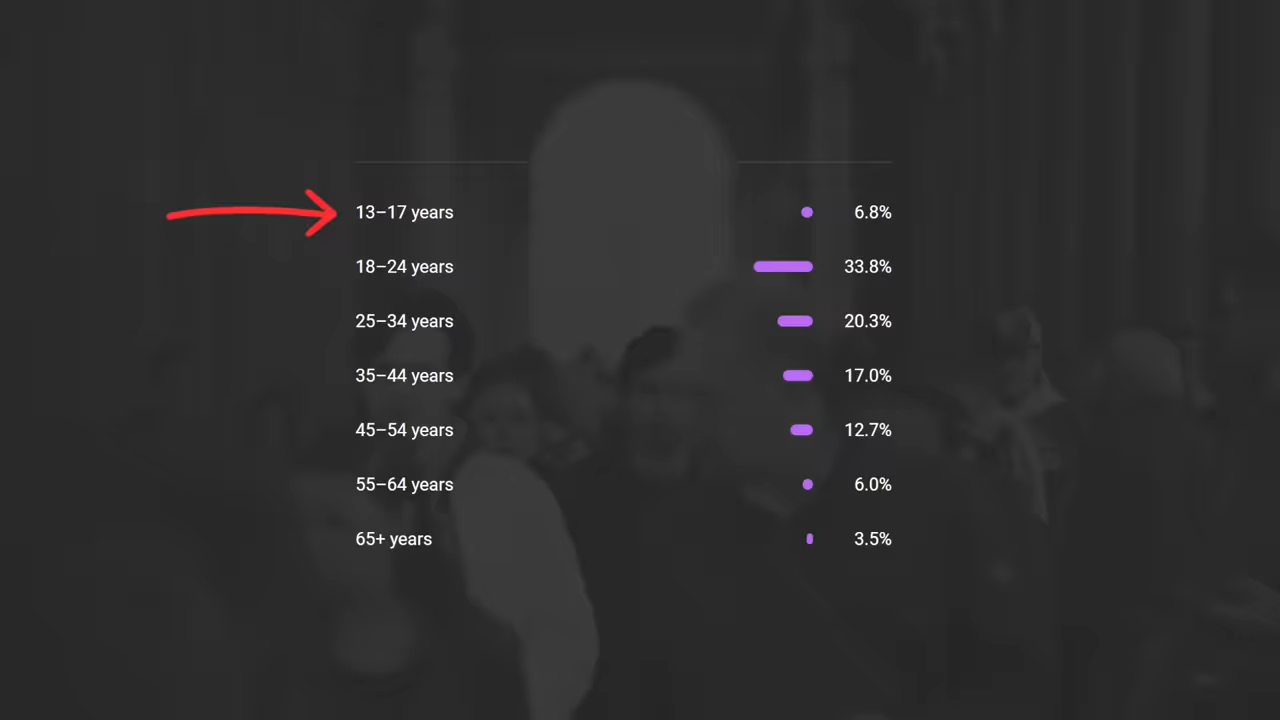 13–17 years 6.8%
18–24 years 33.8%
25–34 years 20.3%
35–44 years 17.0%
45–54 years 12.7%
55–64 years 6.0%
65+ years 3.5%